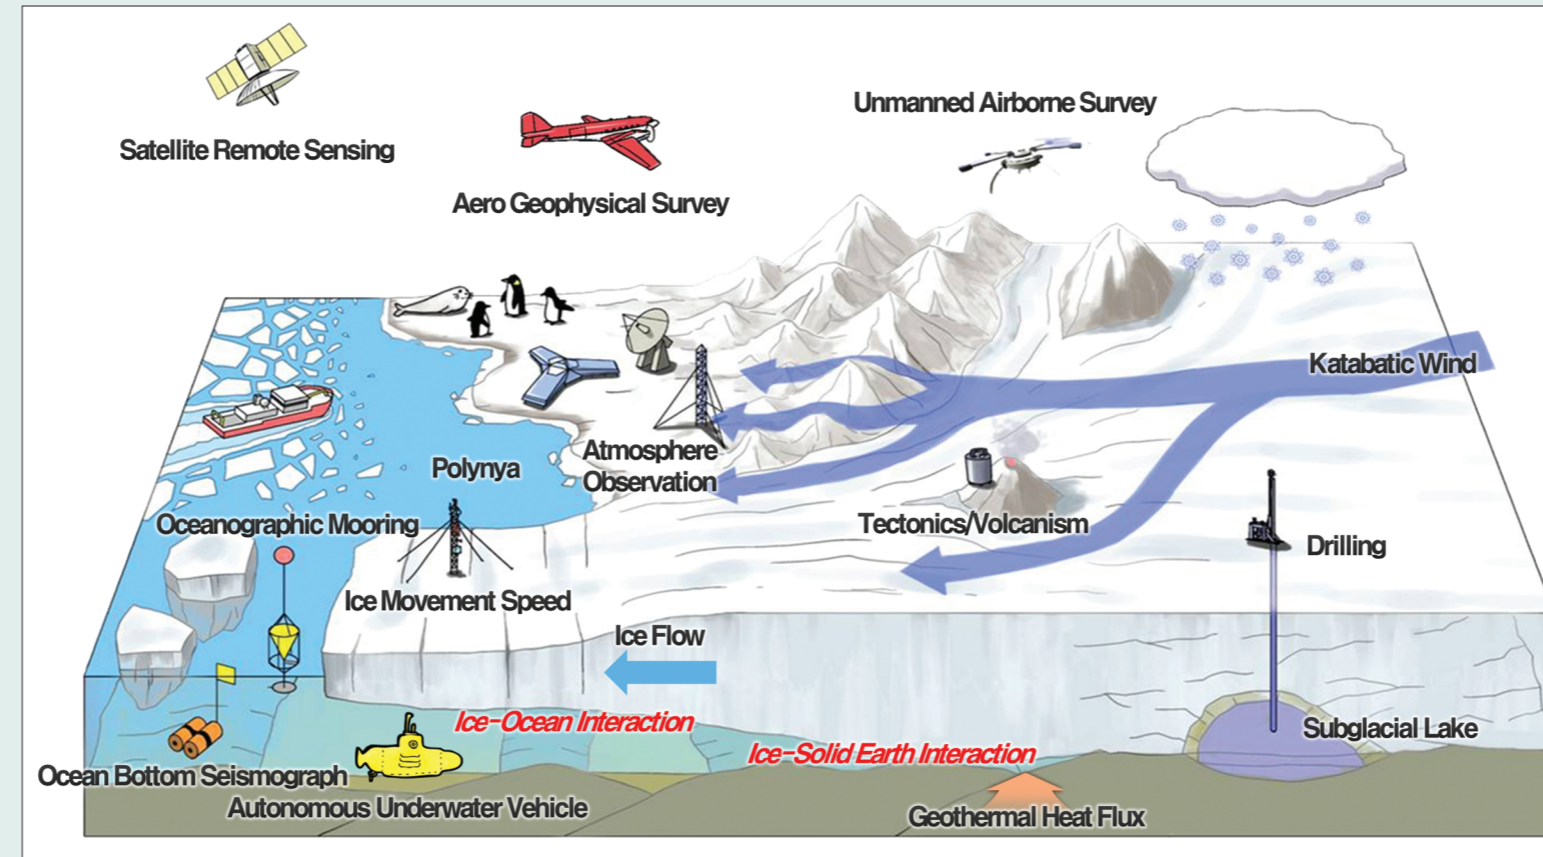 Satellite Remote Sensing
Aero Geophysical Survey
Unmanned Airborne Survey
Katabatic Wind
Atmosphere
Observation
Polynya
Oceanographic Mooring
Tectonics/Volcanism
Drilling
Ice Movement Speed
Ice Flow
Ice-Ocean Interaction
Ice-Solid Earth Interaction
Subglacial Lake
Ocean Bottom Seismograph
Autonomous Underwater Vehicle
Geothermal Heat Flux